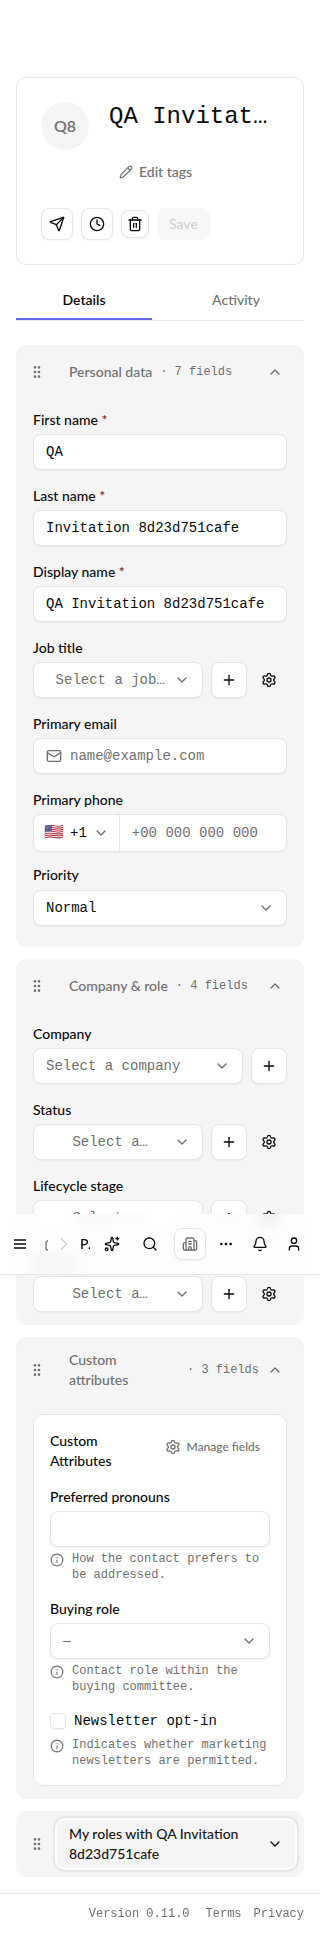 Q8
QA Invitat…
Edit tags
Save
Details
Activity
Personal data · 7 fields
First name *
QA
Last name *
Invitation 8d23d751cafe
Display name *
QA Invitation 8d23d751cafe
Job title
Select a job…
Primary email
name@example.com
Primary phone
+1
+00 000 000 000
Priority
Normal
Company & role · 4 fields
Company
Select a company
Status
Select a…
Lifecycle stage
P.
Select a…
Custom attributes · 3 fields
Custom Attributes
Manage fields
Preferred pronouns
How the contact prefers to
be addressed.
Buying role
—
Contact role within the
buying committee.
Newsletter opt-in
Indicates whether marketing
newsletters are permitted.
My roles with QA Invitation
8d23d751cafe
Version 0.11.0
Terms
Privacy